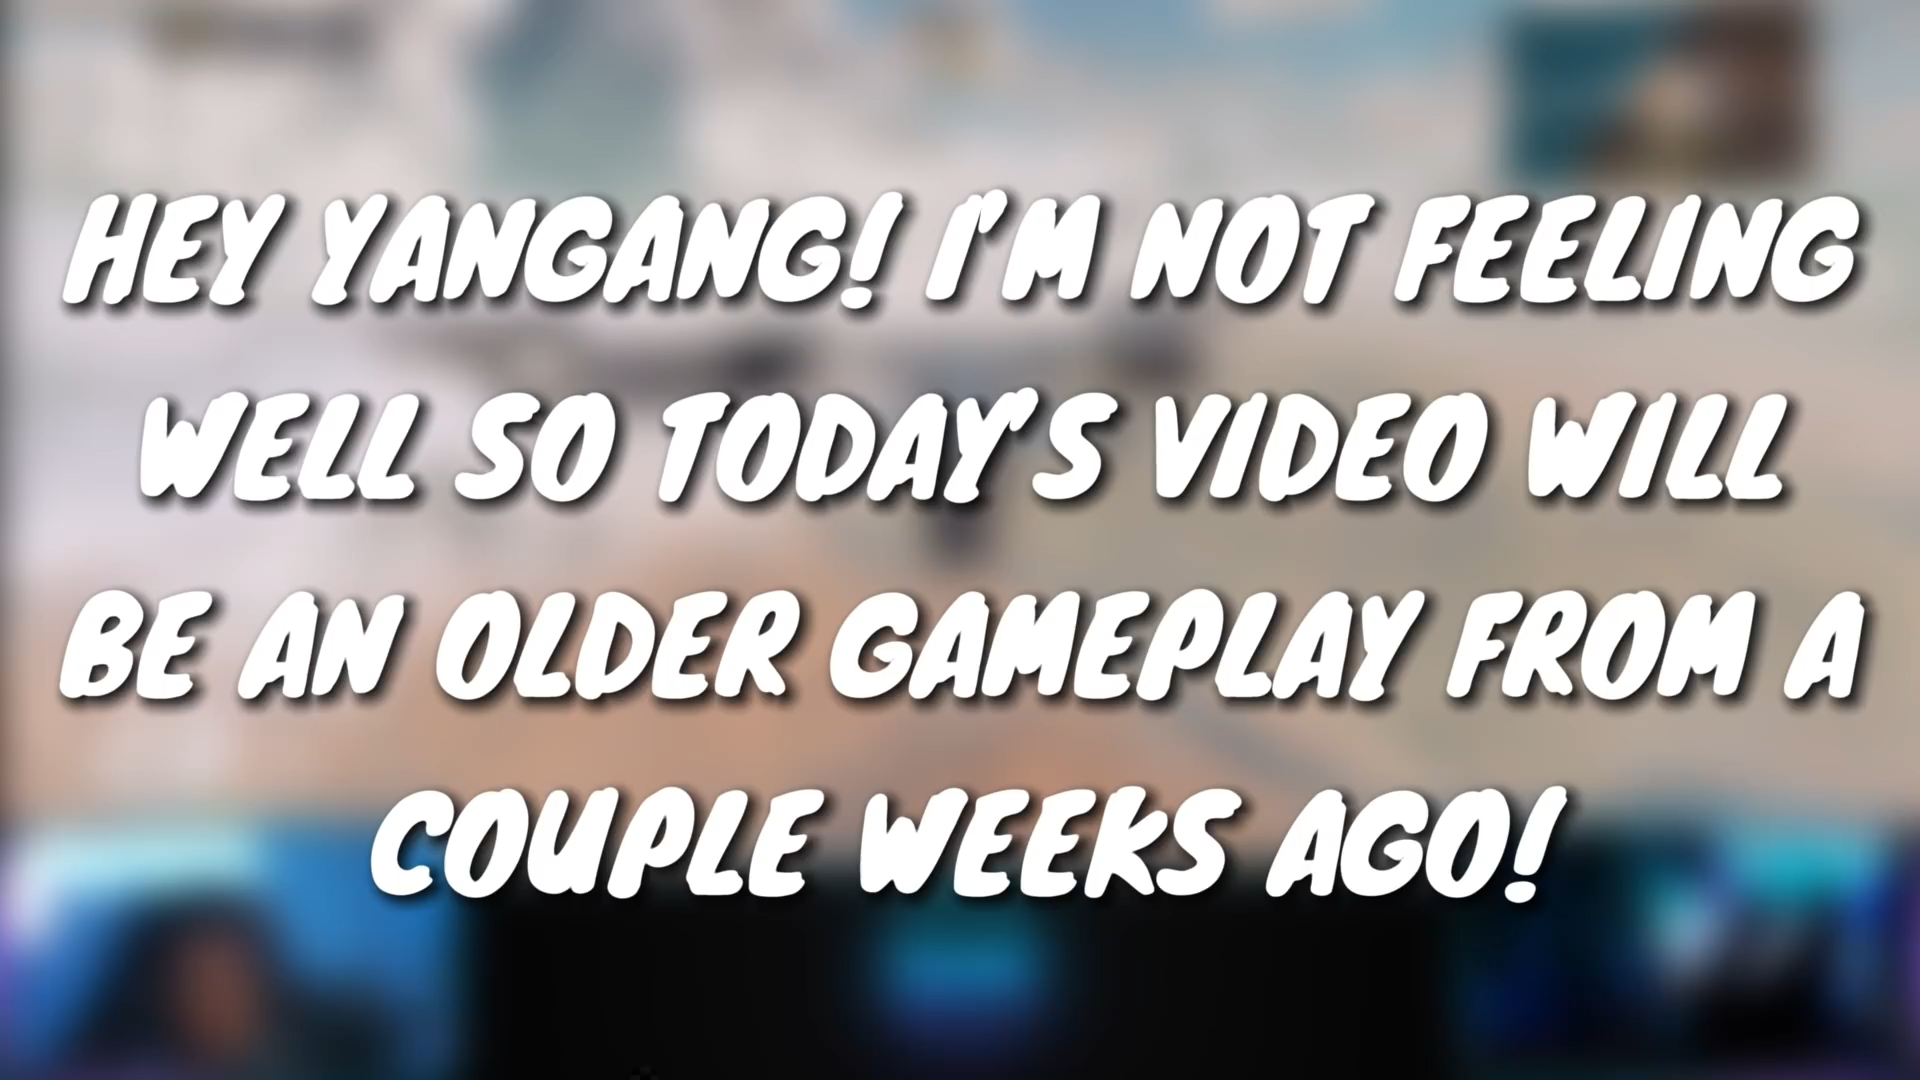 HEY YANGANG! I'M NOT FEELING
WELL SO TODAY'S VIDEO WILL
BE AN OLDER GAMEPLAY FROM A
COUPLE WEEKS AGO!